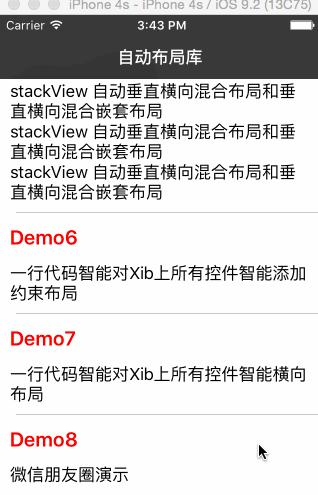 iPhone 4s - iPhone 4s / iOS 9.2 (13C75)
Carrier 3:43 PM
自动布局库
stackView 自动垂直横向混合布局和垂
直横向混合嵌套布局
stackView 自动垂直横向混合布局和垂
直横向混合嵌套布局
stackView 自动垂直横向混合布局和垂
直横向混合嵌套布局
Demo6
一行代码智能对Xib上所有控件智能添加
约束布局
Demo7
一行代码智能对Xib上所有控件智能横向
布局
Demo8
微信朋友圈演示